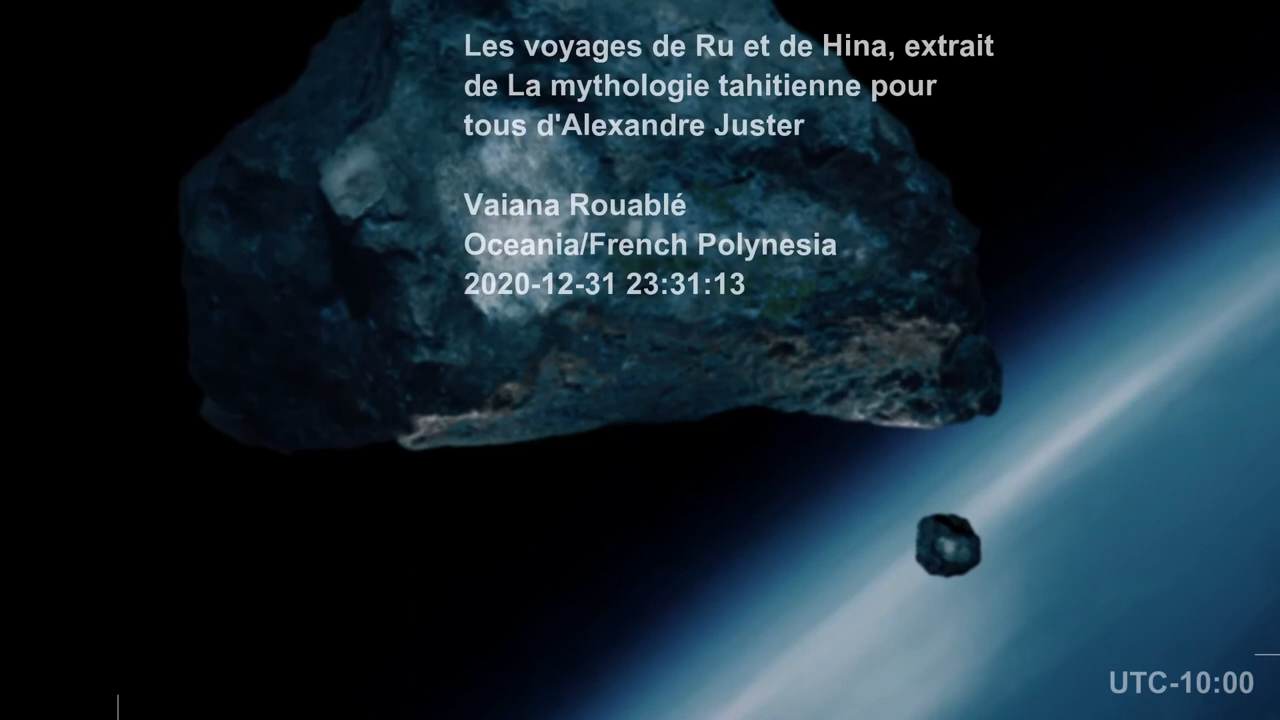 Les voyages de Ru et de Hina, extrait
de La mythologie tahitienne pour
tous d'Alexandre Juster
Vaiana Rouablé
Oceania/French Polynesia
2020-12-31 23:31:13
UTC-10:00